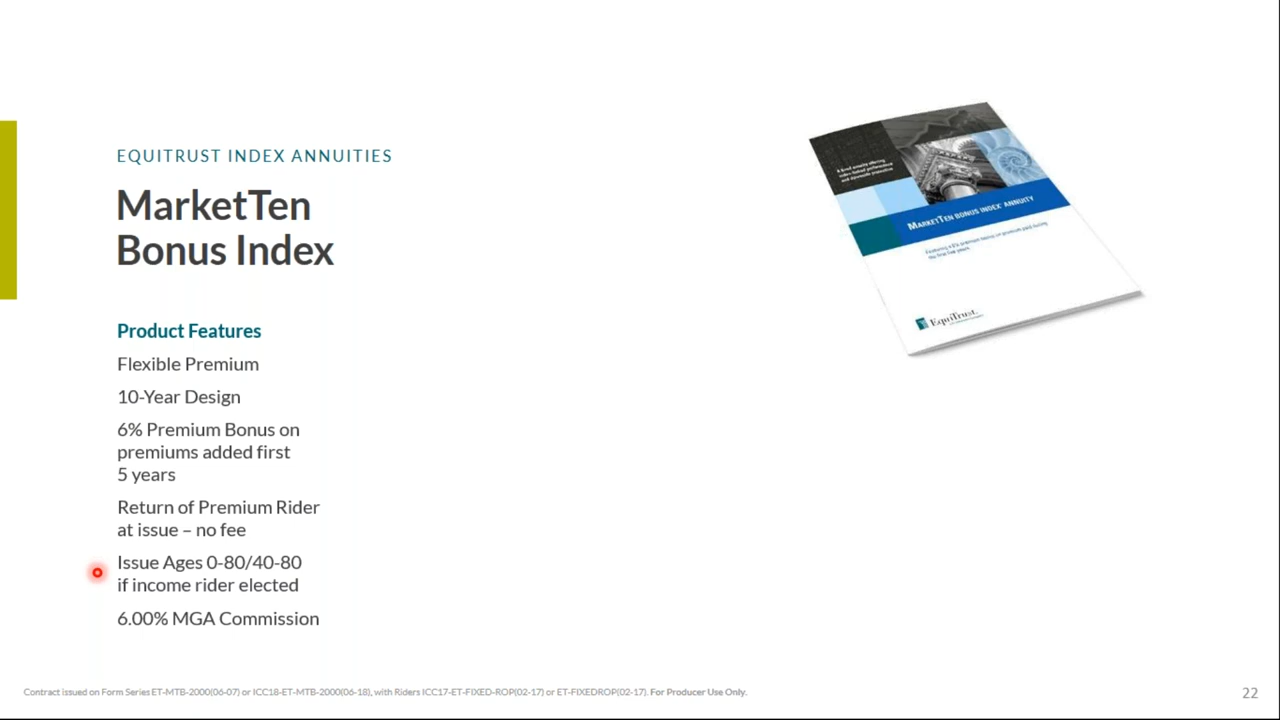 EQUITRUST INDEX ANNUITIES
MarketTen
Bonus Index
Product Features
Flexible Premium
10-Year Design
6% Premium Bonus on
premiums added first
5 years
Return of Premium Rider
at issue – no fee
Issue Ages 0-80/40-80
if income rider elected
6.00% MGA Commission
MARKETTEN BONUS INDEX® ANNUITY
EquiTrust.
Contract issued on Form Series ET-MTB-2000(06-07) or ICC18-ET-MTB-2000(06-18), with Riders ICC17-ET-FIXED-ROP(02-17) or ET-FIXEDROP(02-17). For Producer Use Only.
22